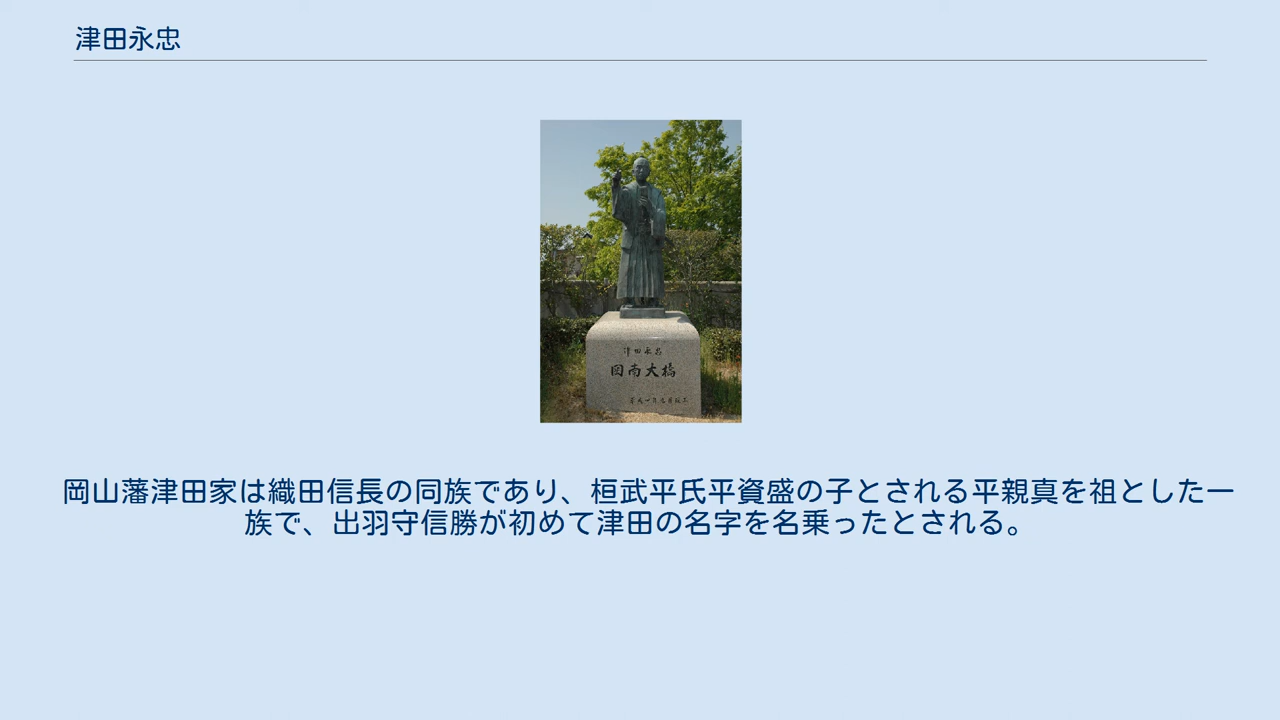 津田永忠
津田永忠
岡南大橋
岡山藩津田家は織田信長の同族であり、桓武平氏平資盛の子とされる平親真を祖とした一
族で、出羽守信勝が初めて津田の名字を名乗ったとされる。